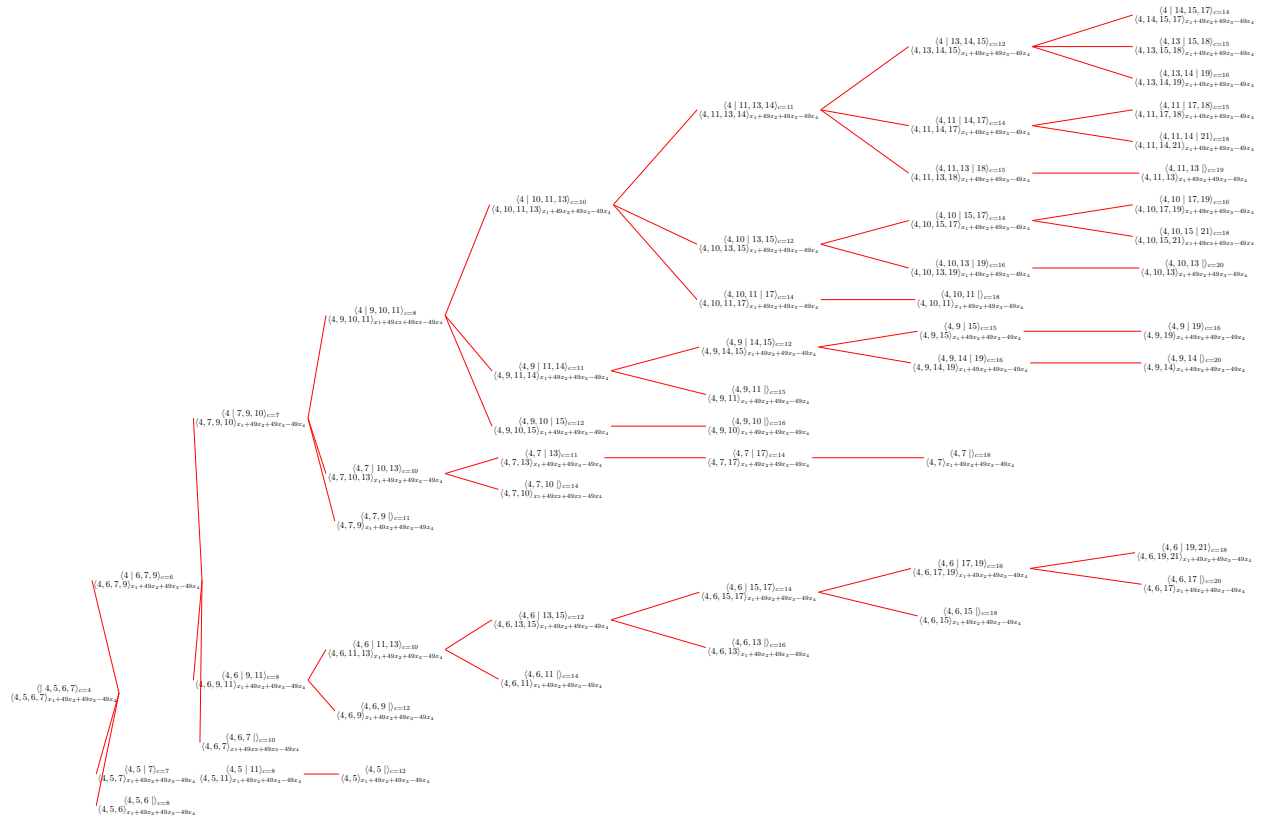 ⟨4 | 14, 15, 17⟩c=14
⟨4, 14, 15, 17⟩x₁+49x₂+49x₃−49x₄
⟨4 | 13, 14, 15⟩c=12
⟨4, 13, 14, 15⟩x₁+49x₂+49x₃−49x₄
⟨4, 13 | 15, 18⟩c=15
⟨4, 13, 15, 18⟩x₁+49x₂+49x₃−49x₄
⟨4, 13, 14 | 19⟩c=16
⟨4, 13, 14, 19⟩x₁+49x₂+49x₃−49x₄
⟨4 | 11, 13, 14⟩c=11
⟨4, 11, 13, 14⟩x₁+49x₂+49x₃−49x₄
⟨4, 11 | 17, 18⟩c=15
⟨4, 11, 17, 18⟩x₁+49x₂+49x₃−49x₄
⟨4, 11 | 14, 17⟩c=14
⟨4, 11, 14, 17⟩x₁+49x₂+49x₃−49x₄
⟨4, 11, 14 | 21⟩c=18
⟨4, 11, 14, 21⟩x₁+49x₂+49x₃−49x₄
⟨4, 11, 13 | 18⟩c=15
⟨4, 11, 13, 18⟩x₁+49x₂+49x₃−49x₄
⟨4, 11, 13 |⟩c=19
⟨4, 11, 13⟩x₁+49x₂+49x₃−49x₄
⟨4 | 10, 11, 13⟩c=10
⟨4, 10, 11, 13⟩x₁+49x₂+49x₃−49x₄
⟨4, 10 | 17, 19⟩c=16
⟨4, 10, 17, 19⟩x₁+49x₂+49x₃−49x₄
⟨4, 10 | 15, 17⟩c=14
⟨4, 10, 15, 17⟩x₁+49x₂+49x₃−49x₄
⟨4, 10, 15 | 21⟩c=18
⟨4, 10, 15, 21⟩x₁+49x₂+49x₃−49x₄
⟨4, 10 | 13, 15⟩c=12
⟨4, 10, 13, 15⟩x₁+49x₂+49x₃−49x₄
⟨4, 10, 13 | 19⟩c=16
⟨4, 10, 13, 19⟩x₁+49x₂+49x₃−49x₄
⟨4, 10, 13 |⟩c=20
⟨4, 10, 13⟩x₁+49x₂+49x₃−49x₄
⟨4, 10, 11 | 17⟩c=14
⟨4, 10, 11, 17⟩x₁+49x₂+49x₃−49x₄
⟨4, 10, 11 |⟩c=18
⟨4, 10, 11⟩x₁+49x₂+49x₃−49x₄
⟨4 | 9, 10, 11⟩c=8
⟨4, 9, 10, 11⟩x₁+49x₂+49x₃−49x₄
⟨4, 9 | 15⟩c=15
⟨4, 9, 15⟩x₁+49x₂+49x₃−49x₄
⟨4, 9 | 19⟩c=16
⟨4, 9, 19⟩x₁+49x₂+49x₃−49x₄
⟨4, 9 | 14, 15⟩c=12
⟨4, 9, 14, 15⟩x₁+49x₂+49x₃−49x₄
⟨4, 9, 14 | 19⟩c=16
⟨4, 9, 14, 19⟩x₁+49x₂+49x₃−49x₄
⟨4, 9, 14 |⟩c=20
⟨4, 9, 14⟩x₁+49x₂+49x₃−49x₄
⟨4, 9 | 11, 14⟩c=11
⟨4, 9, 11, 14⟩x₁+49x₂+49x₃−49x₄
⟨4, 9, 11 |⟩c=15
⟨4, 9, 11⟩x₁+49x₂+49x₃−49x₄
⟨4 | 7, 9, 10⟩c=7
⟨4, 7, 9, 10⟩x₁+49x₂+49x₃−49x₄
⟨4, 9, 10 | 15⟩c=12
⟨4, 9, 10, 15⟩x₁+49x₂+49x₃−49x₄
⟨4, 9, 10 |⟩c=16
⟨4, 9, 10⟩x₁+49x₂+49x₃−49x₄
⟨4, 7 | 13⟩c=11
⟨4, 7, 13⟩x₁+49x₂+49x₃−49x₄
⟨4, 7 | 17⟩c=14
⟨4, 7, 17⟩x₁+49x₂+49x₃−49x₄
⟨4, 7 |⟩c=18
⟨4, 7⟩x₁+49x₂+49x₃−49x₄
⟨4, 7 | 10, 13⟩c=10
⟨4, 7, 10, 13⟩x₁+49x₂+49x₃−49x₄
⟨4, 7, 10 |⟩c=14
⟨4, 7, 10⟩x₁+49x₂+49x₃−49x₄
⟨4, 7, 9 |⟩c=11
⟨4, 7, 9⟩x₁+49x₂+49x₃−49x₄
⟨4, 6 | 19, 21⟩c=18
⟨4, 6, 19, 21⟩x₁+49x₂+49x₃−49x₄
⟨4, 6 | 17, 19⟩c=16
⟨4, 6, 17, 19⟩x₁+49x₂+49x₃−49x₄
⟨4 | 6, 7, 9⟩c=6
⟨4, 6, 7, 9⟩x₁+49x₂+49x₃−49x₄
⟨4, 6, 17 |⟩c=20
⟨4, 6, 17⟩x₁+49x₂+49x₃−49x₄
⟨4, 6 | 15, 17⟩c=14
⟨4, 6, 15, 17⟩x₁+49x₂+49x₃−49x₄
⟨4, 6, 15 |⟩c=18
⟨4, 6, 15⟩x₁+49x₂+49x₃−49x₄
⟨4, 6 | 13, 15⟩c=12
⟨4, 6, 13, 15⟩x₁+49x₂+49x₃−49x₄
⟨4, 6, 13 |⟩c=16
⟨4, 6, 13⟩x₁+49x₂+49x₃−49x₄
⟨4, 6 | 11, 13⟩c=10
⟨4, 6, 11, 13⟩x₁+49x₂+49x₃−49x₄
⟨4, 6, 11 |⟩c=14
⟨4, 6, 11⟩x₁+49x₂+49x₃−49x₄
⟨4, 6 | 9, 11⟩c=8
⟨4, 6, 9, 11⟩x₁+49x₂+49x₃−49x₄
⟨| 4, 5, 6, 7⟩c=4
⟨4, 5, 6, 7⟩x₁+49x₂+49x₃−49x₄
⟨4, 6, 9 |⟩c=12
⟨4, 6, 9⟩x₁+49x₂+49x₃−49x₄
⟨4, 6, 7 |⟩c=10
⟨4, 6, 7⟩x₁+49x₂+49x₃−49x₄
⟨4, 5 | 7⟩c=7
⟨4, 5, 7⟩x₁+49x₂+49x₃−49x₄
⟨4, 5 | 11⟩c=8
⟨4, 5, 11⟩x₁+49x₂+49x₃−49x₄
⟨4, 5 |⟩c=12
⟨4, 5⟩x₁+49x₂+49x₃−49x₄
⟨4, 5, 6 |⟩c=8
⟨4, 5, 6⟩x₁+49x₂+49x₃−49x₄